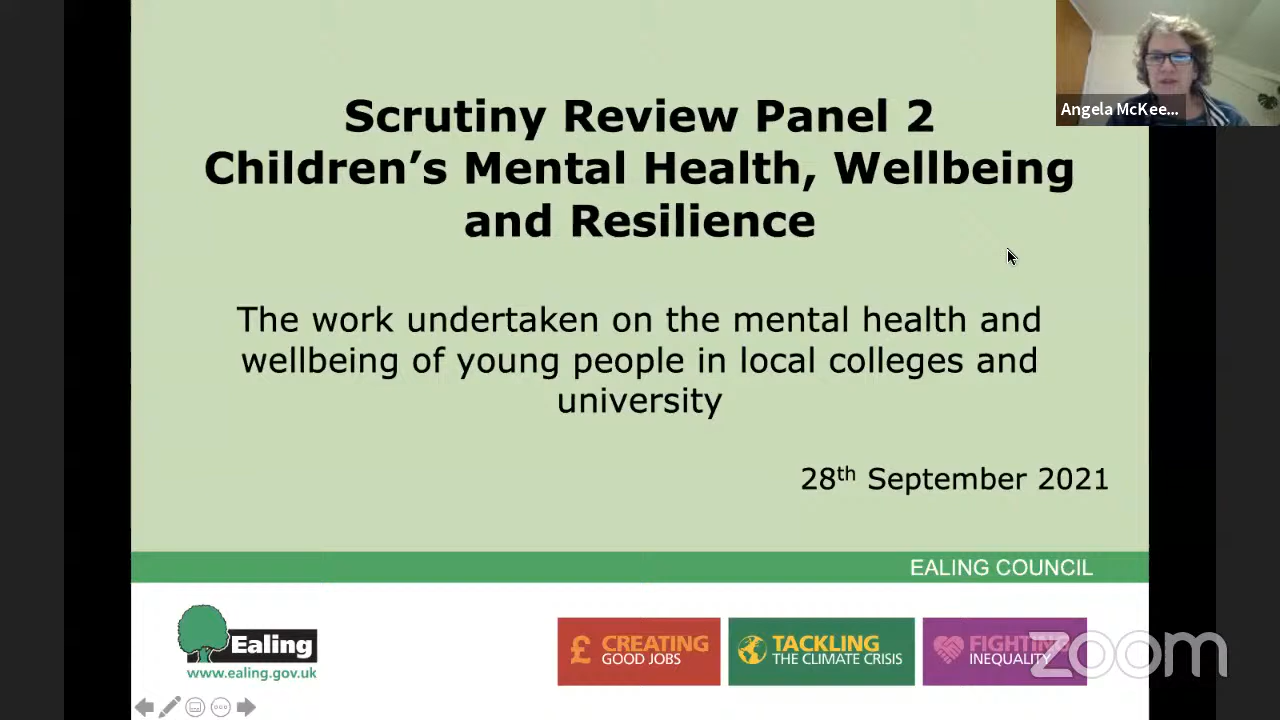 Angela McKee...
Scrutiny Review Panel 2
Children’s Mental Health, Wellbeing
and Resilience
The work undertaken on the mental health and
wellbeing of young people in local colleges and
university
28th September 2021
EALING COUNCIL
Ealing
www.ealing.gov.uk
£ CREATING
GOOD JOBS
TACKLING
THE CLIMATE CRISIS
FIGHTING
INEQUALITY
zoom